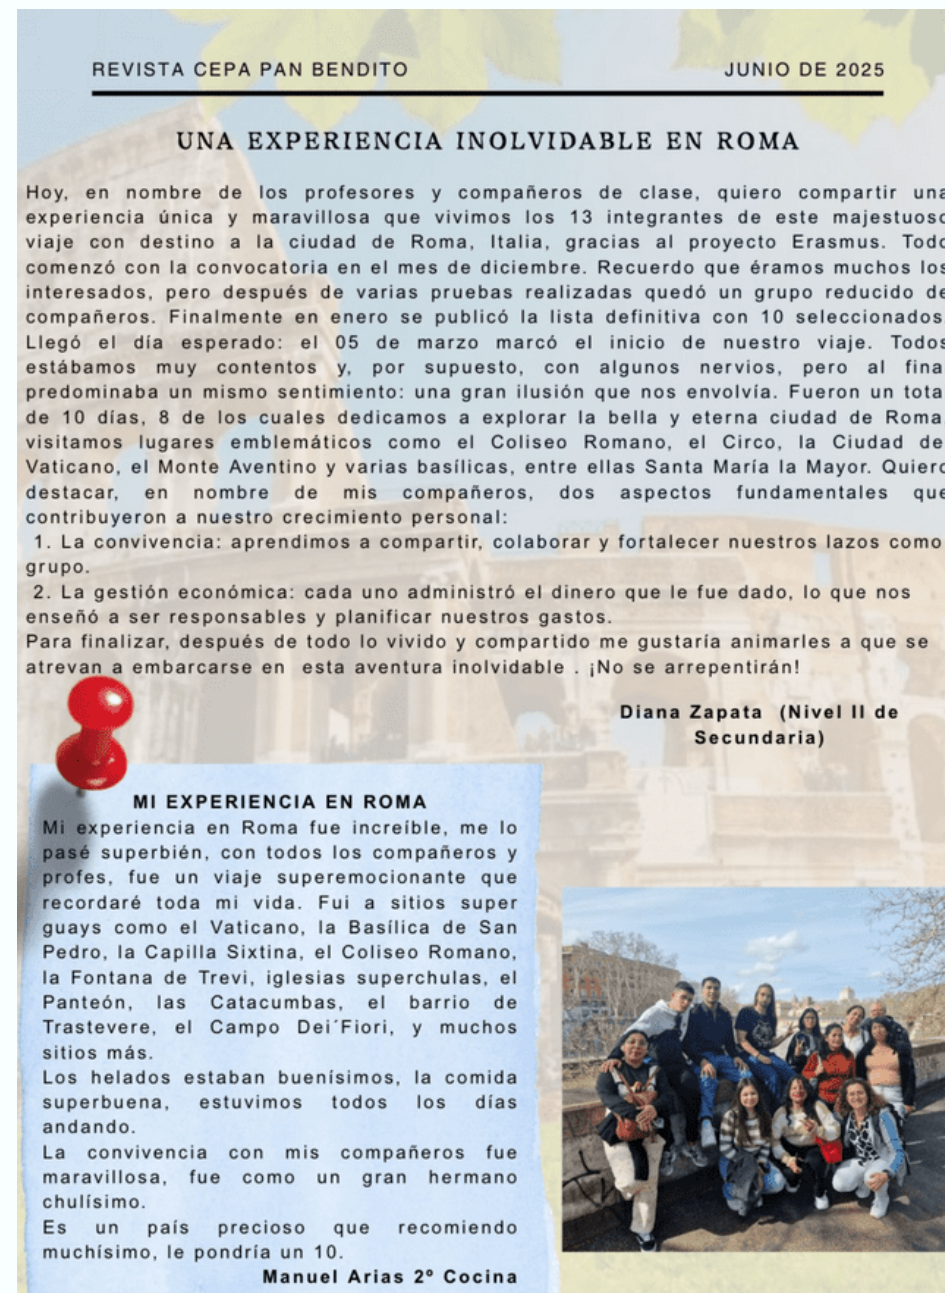 REVISTA CEPA PAN BENDITO
JUNIO DE 2025
UNA EXPERIENCIA INOLVIDABLE EN ROMA
Hoy, en nombre de los profesores y compañeros de clase, quiero compartir una
experiencia única y maravillosa que vivimos los 13 integrantes de este majestuoso
viaje con destino a la ciudad de Roma, Italia, gracias al proyecto Erasmus. Todo
comenzó con la convocatoria en el mes de diciembre. Recuerdo que éramos muchos los
interesados, pero después de varias pruebas realizadas quedó un grupo reducido de
compañeros. Finalmente en enero se publicó la lista definitiva con 10 seleccionados
Llegó el día esperado: el 05 de marzo marcó el inicio de nuestro viaje. Todos
estábamos muy contentos y, por supuesto, con algunos nervios, pero al fina
predominaba un mismo sentimiento: una gran ilusión que nos envolvía. Fueron un tota
de 10 días, 8 de los cuales dedicamos a explorar la bella y eterna ciudad de Roma
visitamos lugares emblemáticos como el Coliseo Romano, el Circo, la Ciudad de
Vaticano, el Monte Aventino y varias basílicas, entre ellas Santa María la Mayor. Quiero
destacar, en nombre de mis compañeros, dos aspectos fundamentales que
contribuyeron a nuestro crecimiento personal:
1. La convivencia: aprendimos a compartir, colaborar y fortalecer nuestros lazos como
grupo.
2. La gestión económica: cada uno administró el dinero que le fue dado, lo que nos
enseñó a ser responsables y planificar nuestros gastos.
Para finalizar, después de todo lo vivido y compartido me gustaría animarles a que se
atrevan a embarcarse en esta aventura inolvidable . ¡No se arrepentirán!
Diana Zapata (Nivel II de
Secundaria)
MI EXPERIENCIA EN ROMA
Mi experiencia en Roma fue increíble, me lo
pasé superbién, con todos los compañeros y
profes, fue un viaje superemocionante que
recordaré toda mi vida. Fui a sitios super
guays como el Vaticano, la Basílica de San
Pedro, la Capilla Sixtina, el Coliseo Romano,
la Fontana de Trevi, iglesias superchulas, el
Panteón, las Catacumbas, el barrio de
Trastevere, el Campo Dei´Fiori, y muchos
sitios más.
Los helados estaban buenísimos, la comida
superbuena, estuvimos todos los días
andando.
La convivencia con mis compañeros fue
maravillosa, fue como un gran hermano
chulísimo.
Es un país precioso que recomiendo
muchísimo, le pondría un 10.
Manuel Arias 2º Cocina